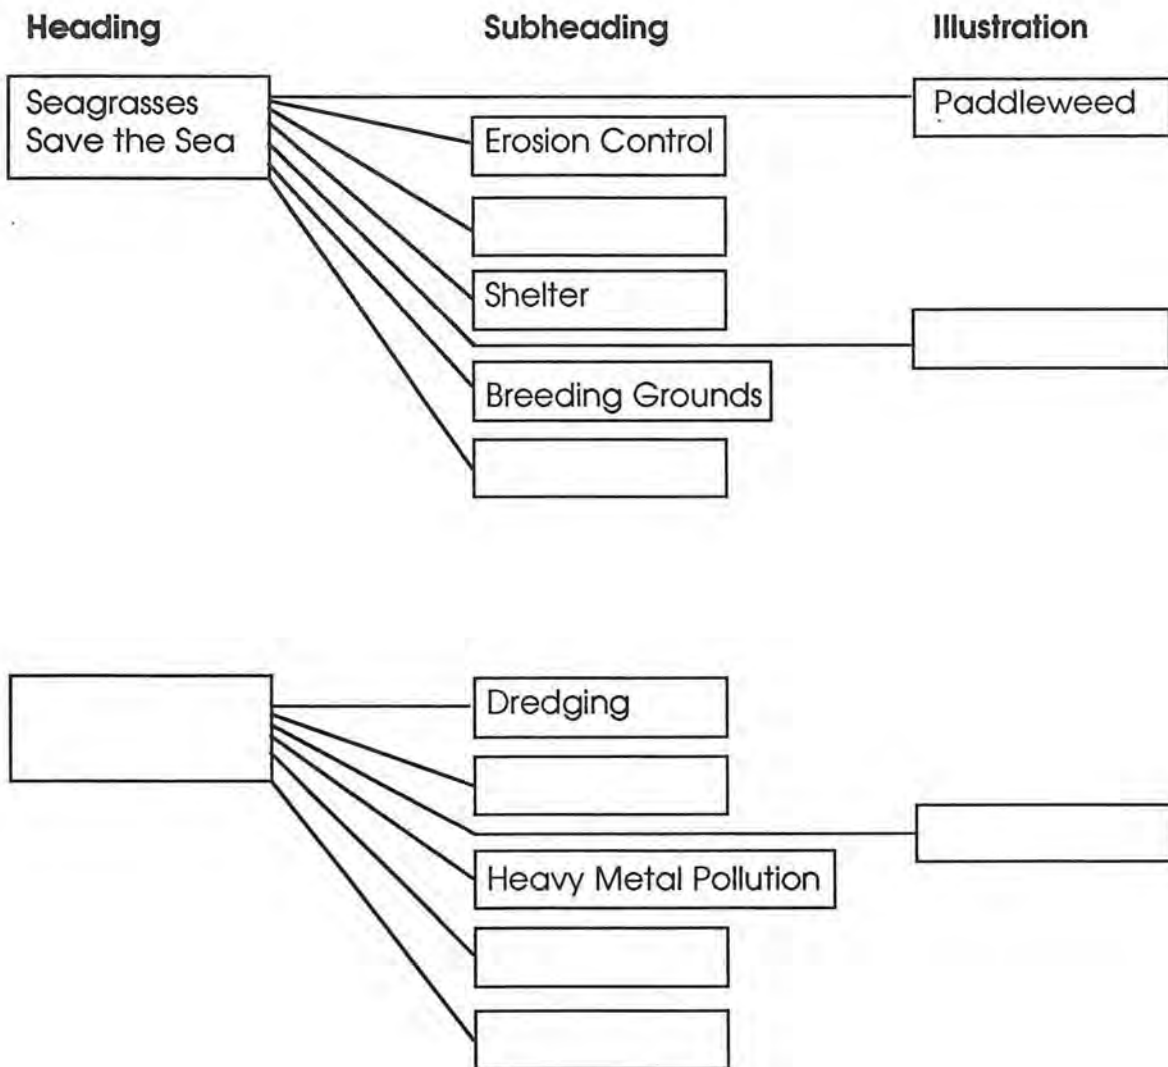 Heading Subheading Illustration
Seagrasses
Save the Sea
Paddleweed
Erosion Control
Shelter
Breeding Grounds
Dredging
Heavy Metal Pollution